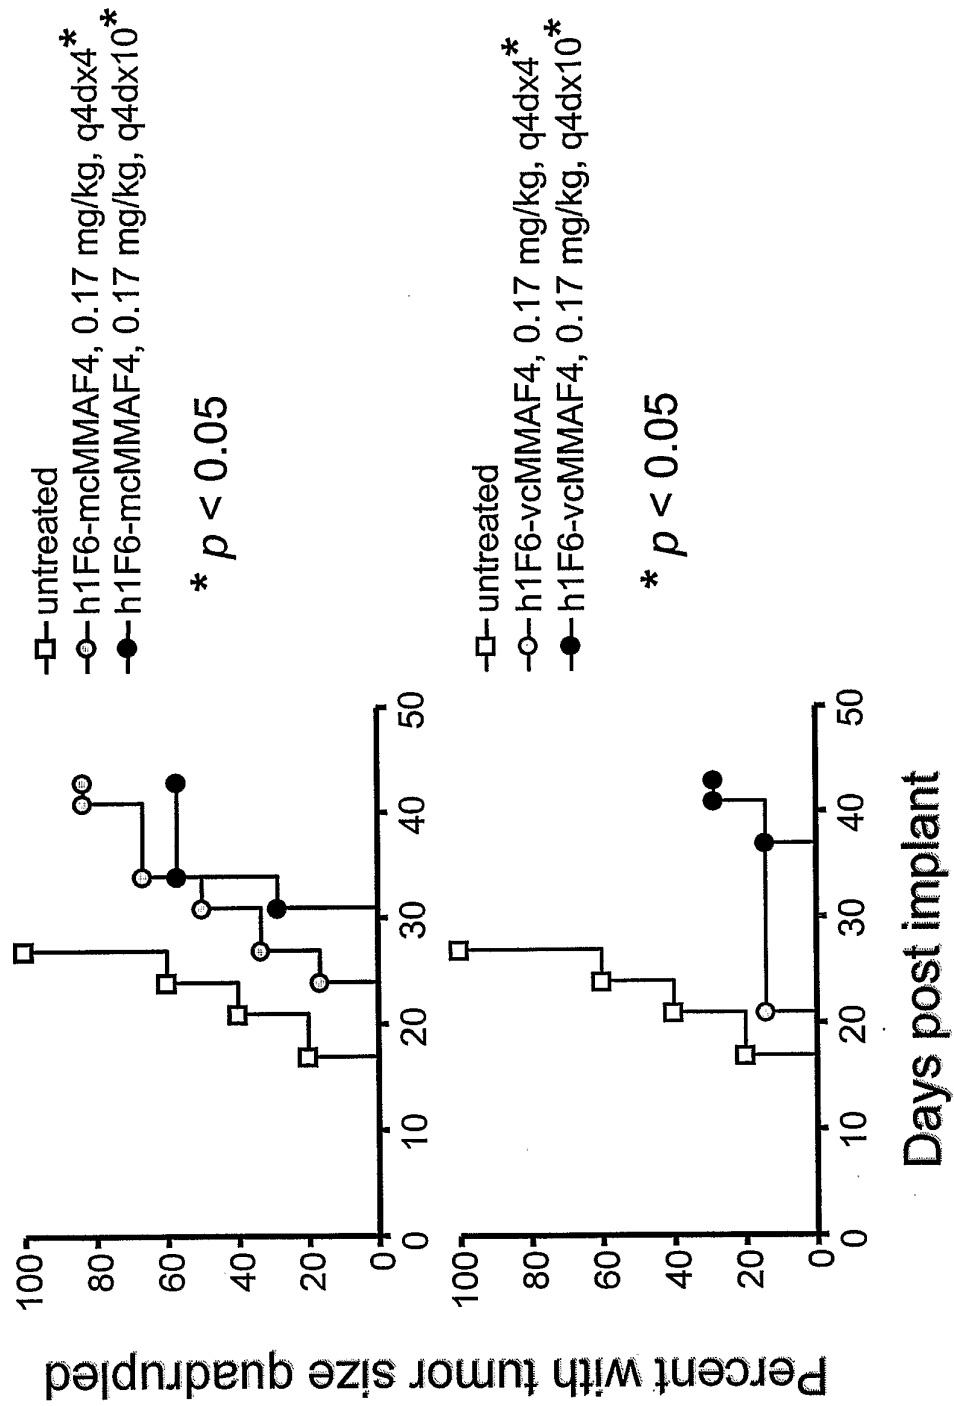 Percent with tumor size quadrupled
100
80
60
40
20
0
0
10
20
30
40
50
untreated
h1F6-mcMMAF4, 0.17 mg/kg, q4dx4*
h1F6-mcMMAF4, 0.17 mg/kg, q4dx10*
* p < 0.05
100
80
60
40
20
0
0
10
20
30
40
50
untreated
h1F6-vcMMAF4, 0.17 mg/kg, q4dx4*
h1F6-vcMMAF4, 0.17 mg/kg, q4dx10*
* p < 0.05
Days post implant